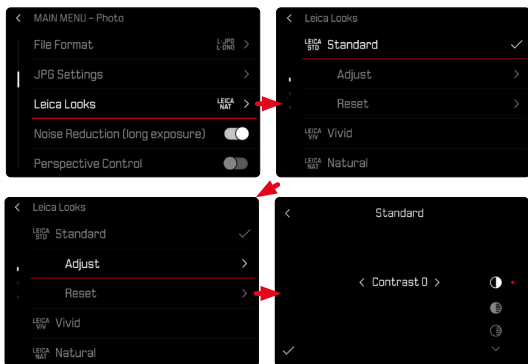 MAIN MENU – Photo
File Format L-JPG L-DNG
JPG Settings
Leica Looks LEICA NAT
Noise Reduction (long exposure)
Perspective Control
Leica Looks
LEICA STD Standard
Adjust
Reset
LEICA VIV Vivid
LEICA NAT Natural
Leica Looks
LEICA STD Standard
Adjust
Reset
LEICA VIV Vivid
LEICA NAT Natural
Standard
< Contrast 0 >